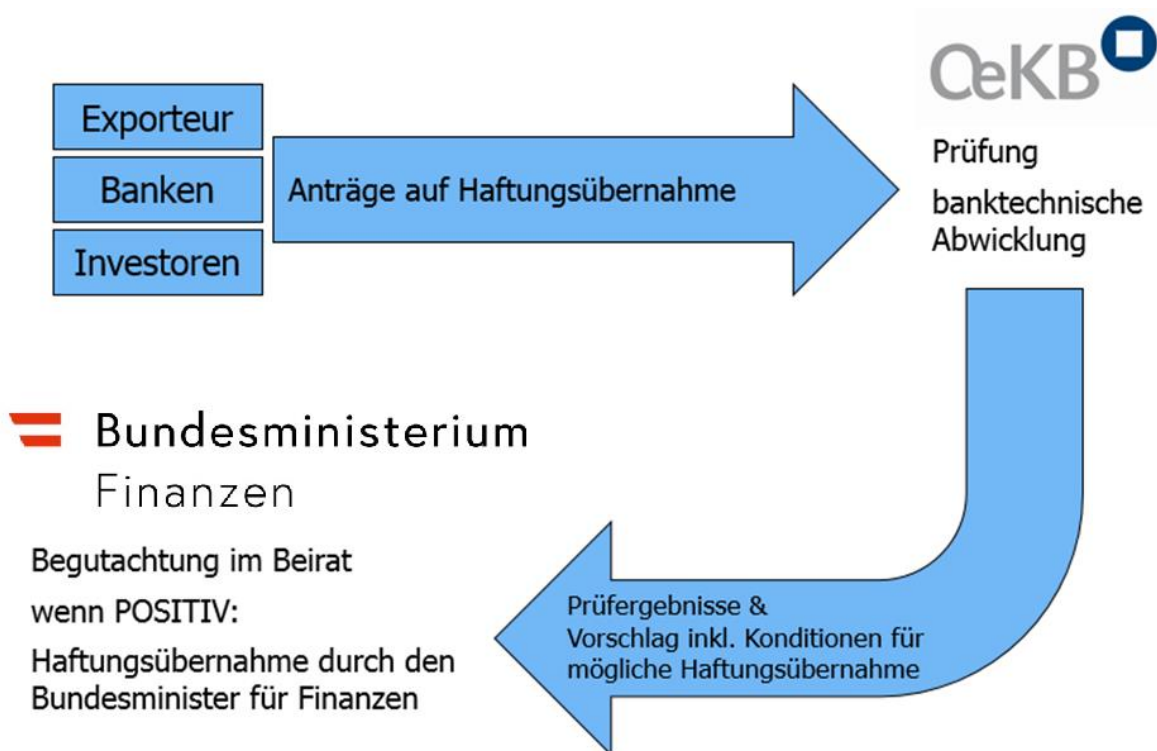 OeKB
Exporteur
Banken
Investoren
Anträge auf Haftungsübernahme
Prüfung
banktechnische
Abwicklung
Bundesministerium
Finanzen
Begutachtung im Beirat
wenn POSITIV:
Haftungsübernahme durch den
Bundesminister für Finanzen
Prüfergebnisse &
Vorschlag inkl. Konditionen für
mögliche Haftungsübernahme